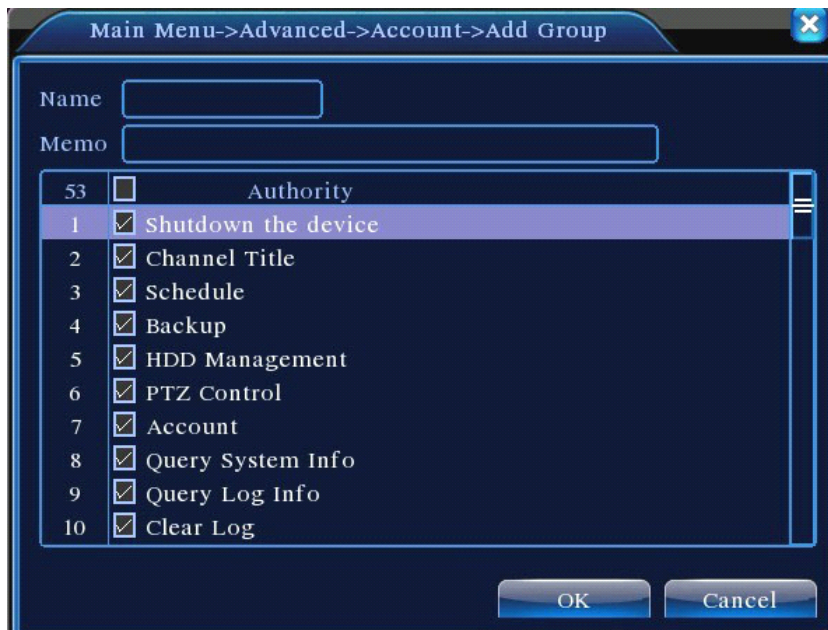 Main Menu->Advanced->Account->Add Group
Name
Memo
53 Authority
1 Shutdown the device
2 Channel Title
3 Schedule
4 Backup
5 HDD Management
6 PTZ Control
7 Account
8 Query System Info
9 Query Log Info
10 Clear Log
OK Cancel